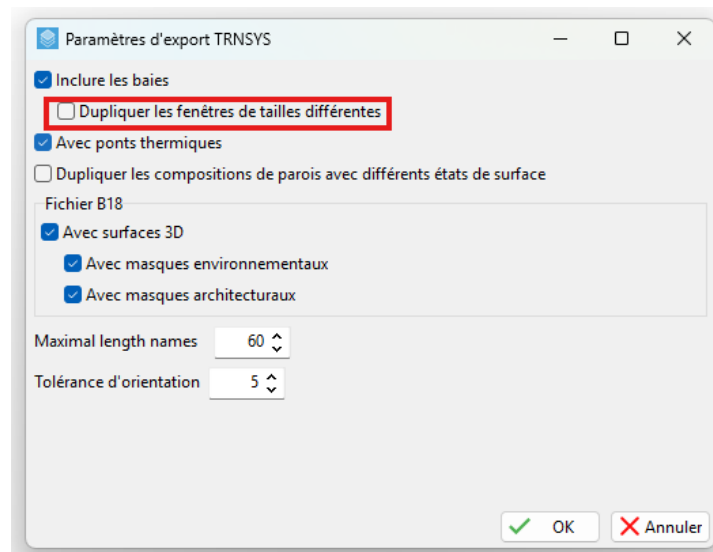 Paramètres d'export TRNSYS
Inclure les baies
Dupliquer les fenêtres de tailles différentes
Avec ponts thermiques
Dupliquer les compositions de parois avec différents états de surface
Fichier B18
Avec surfaces 3D
Avec masques environnementaux
Avec masques architecturaux
Maximal length names 60
Tolérance d'orientation 5
OK Annuler